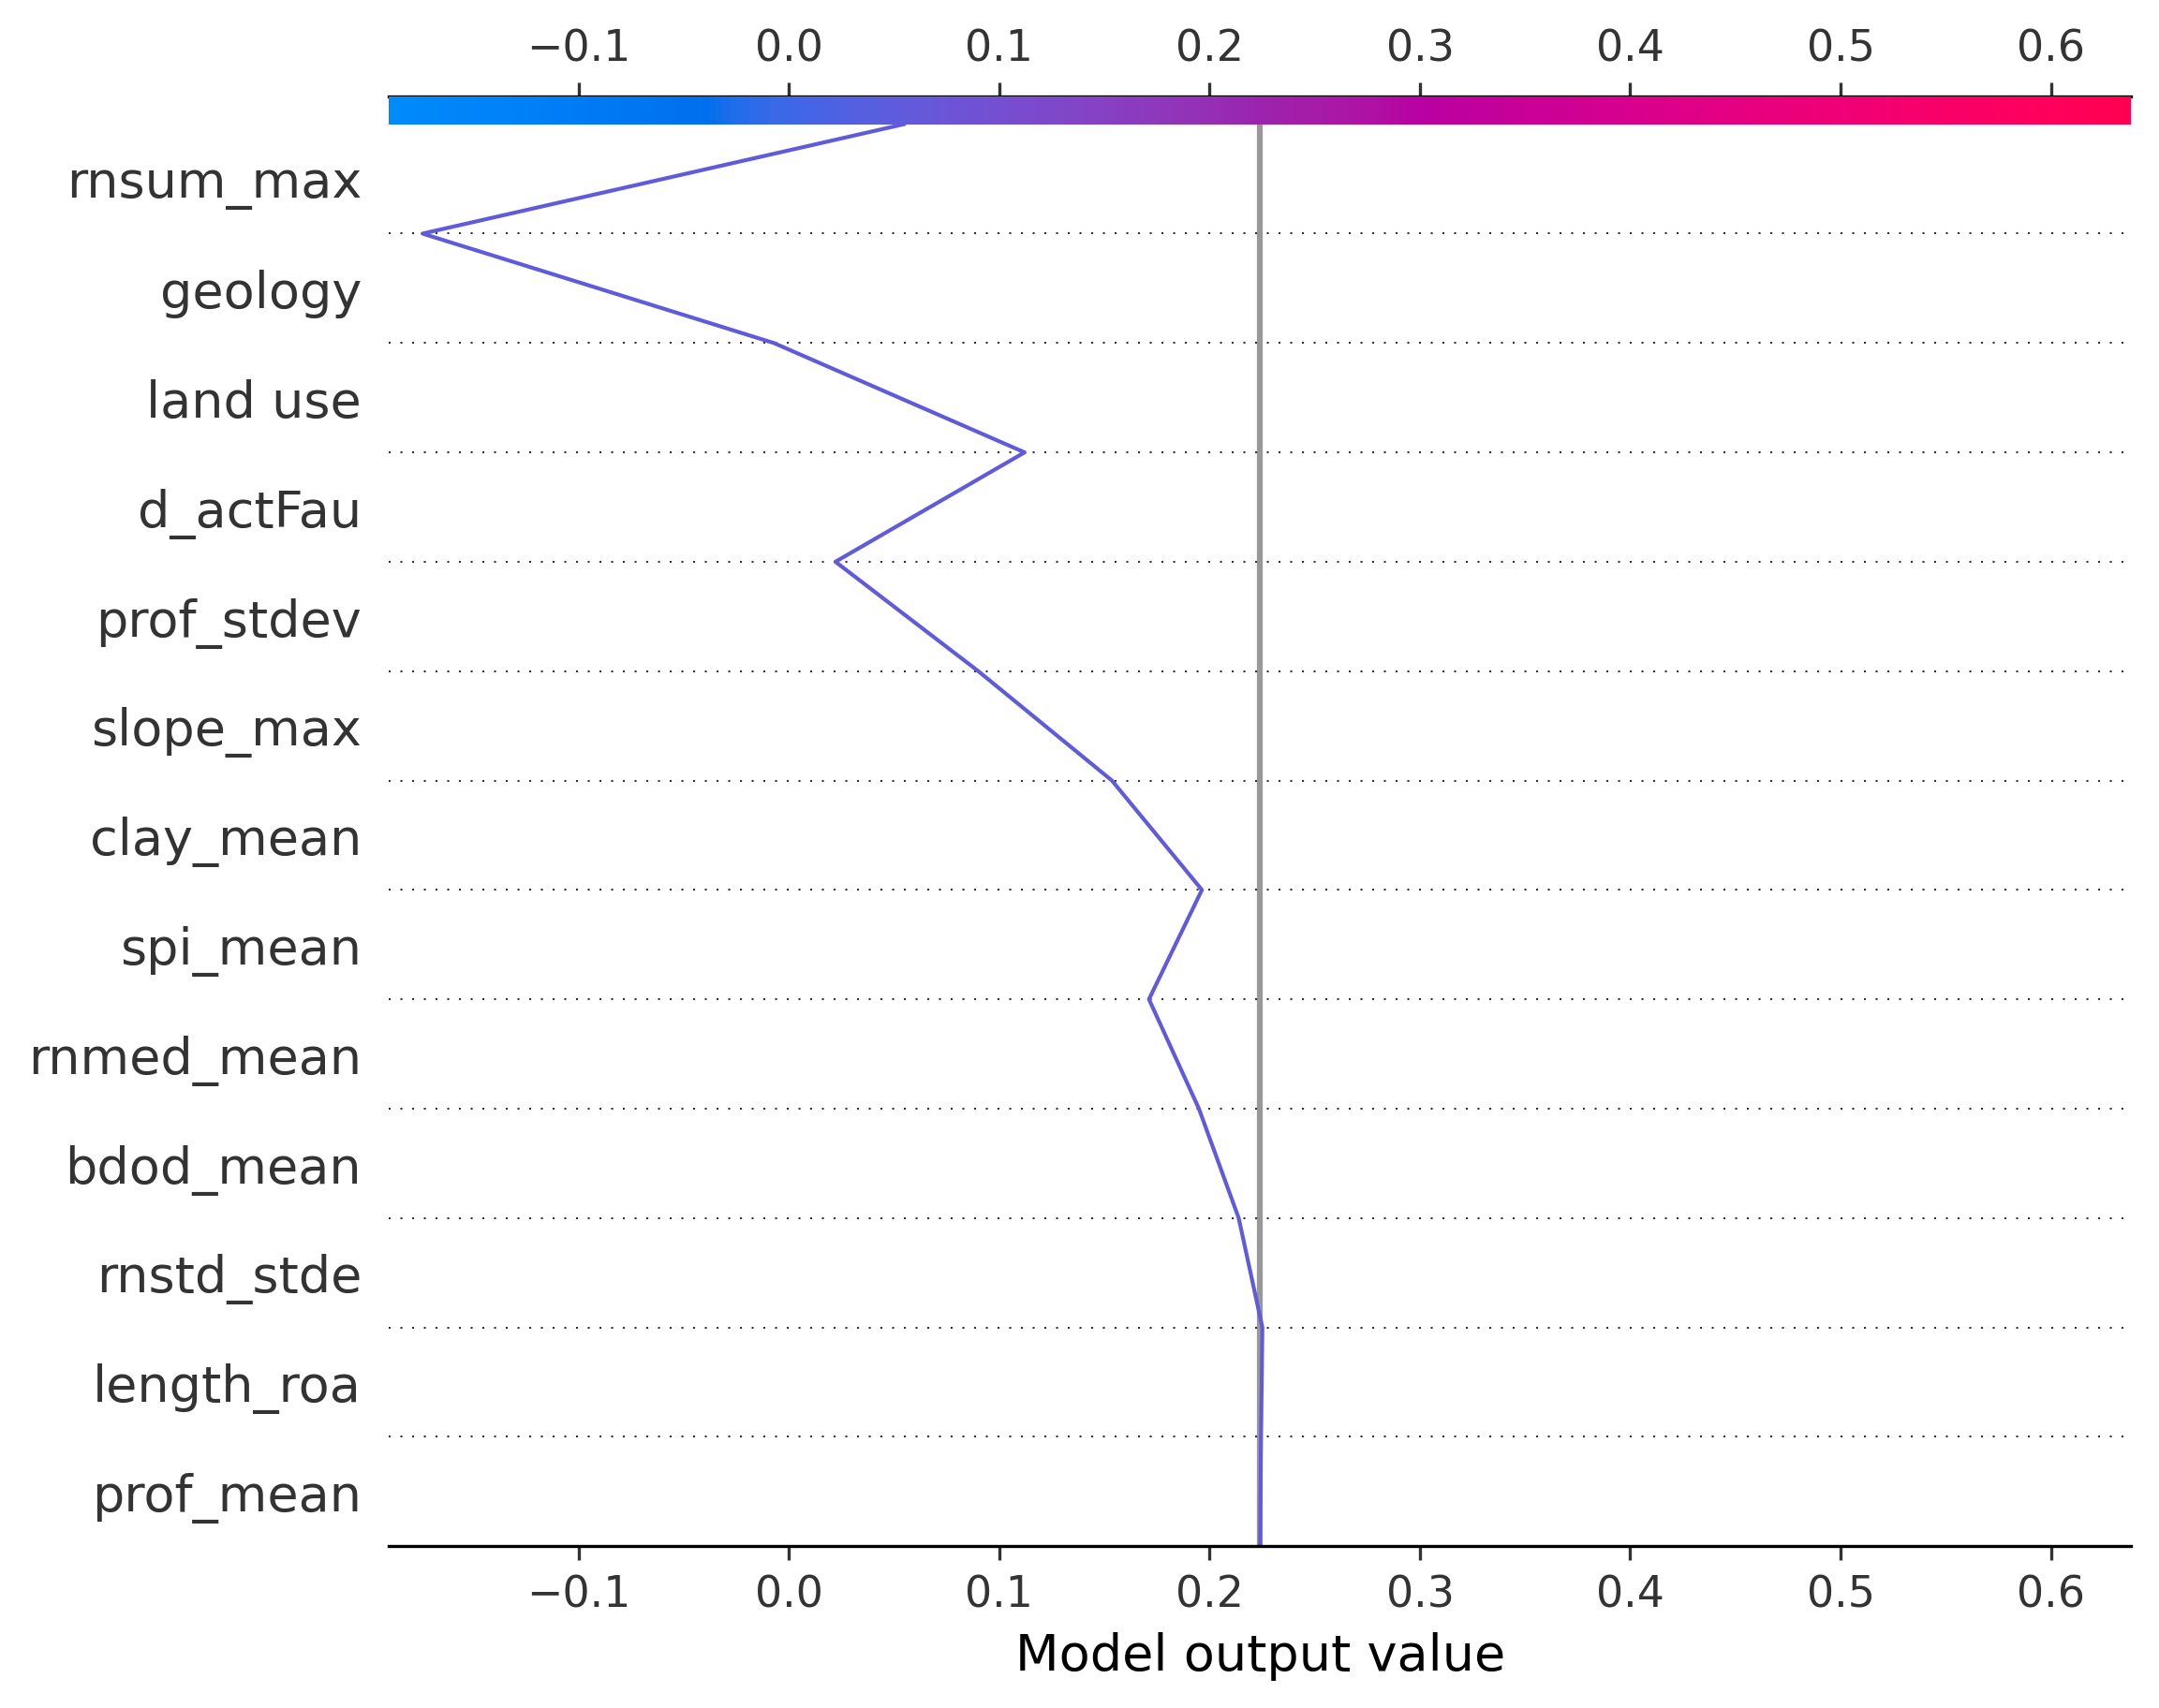 −0.1 0.0 0.1 0.2 0.3 0.4 0.5 0.6
rnsum_max
geology
land use
d_actFau
prof_stdev
slope_max
clay_mean
spi_mean
rnmed_mean
bdod_mean
rnstd_stde
length_roa
prof_mean
−0.1 0.0 0.1 0.2 0.3 0.4 0.5 0.6
Model output value